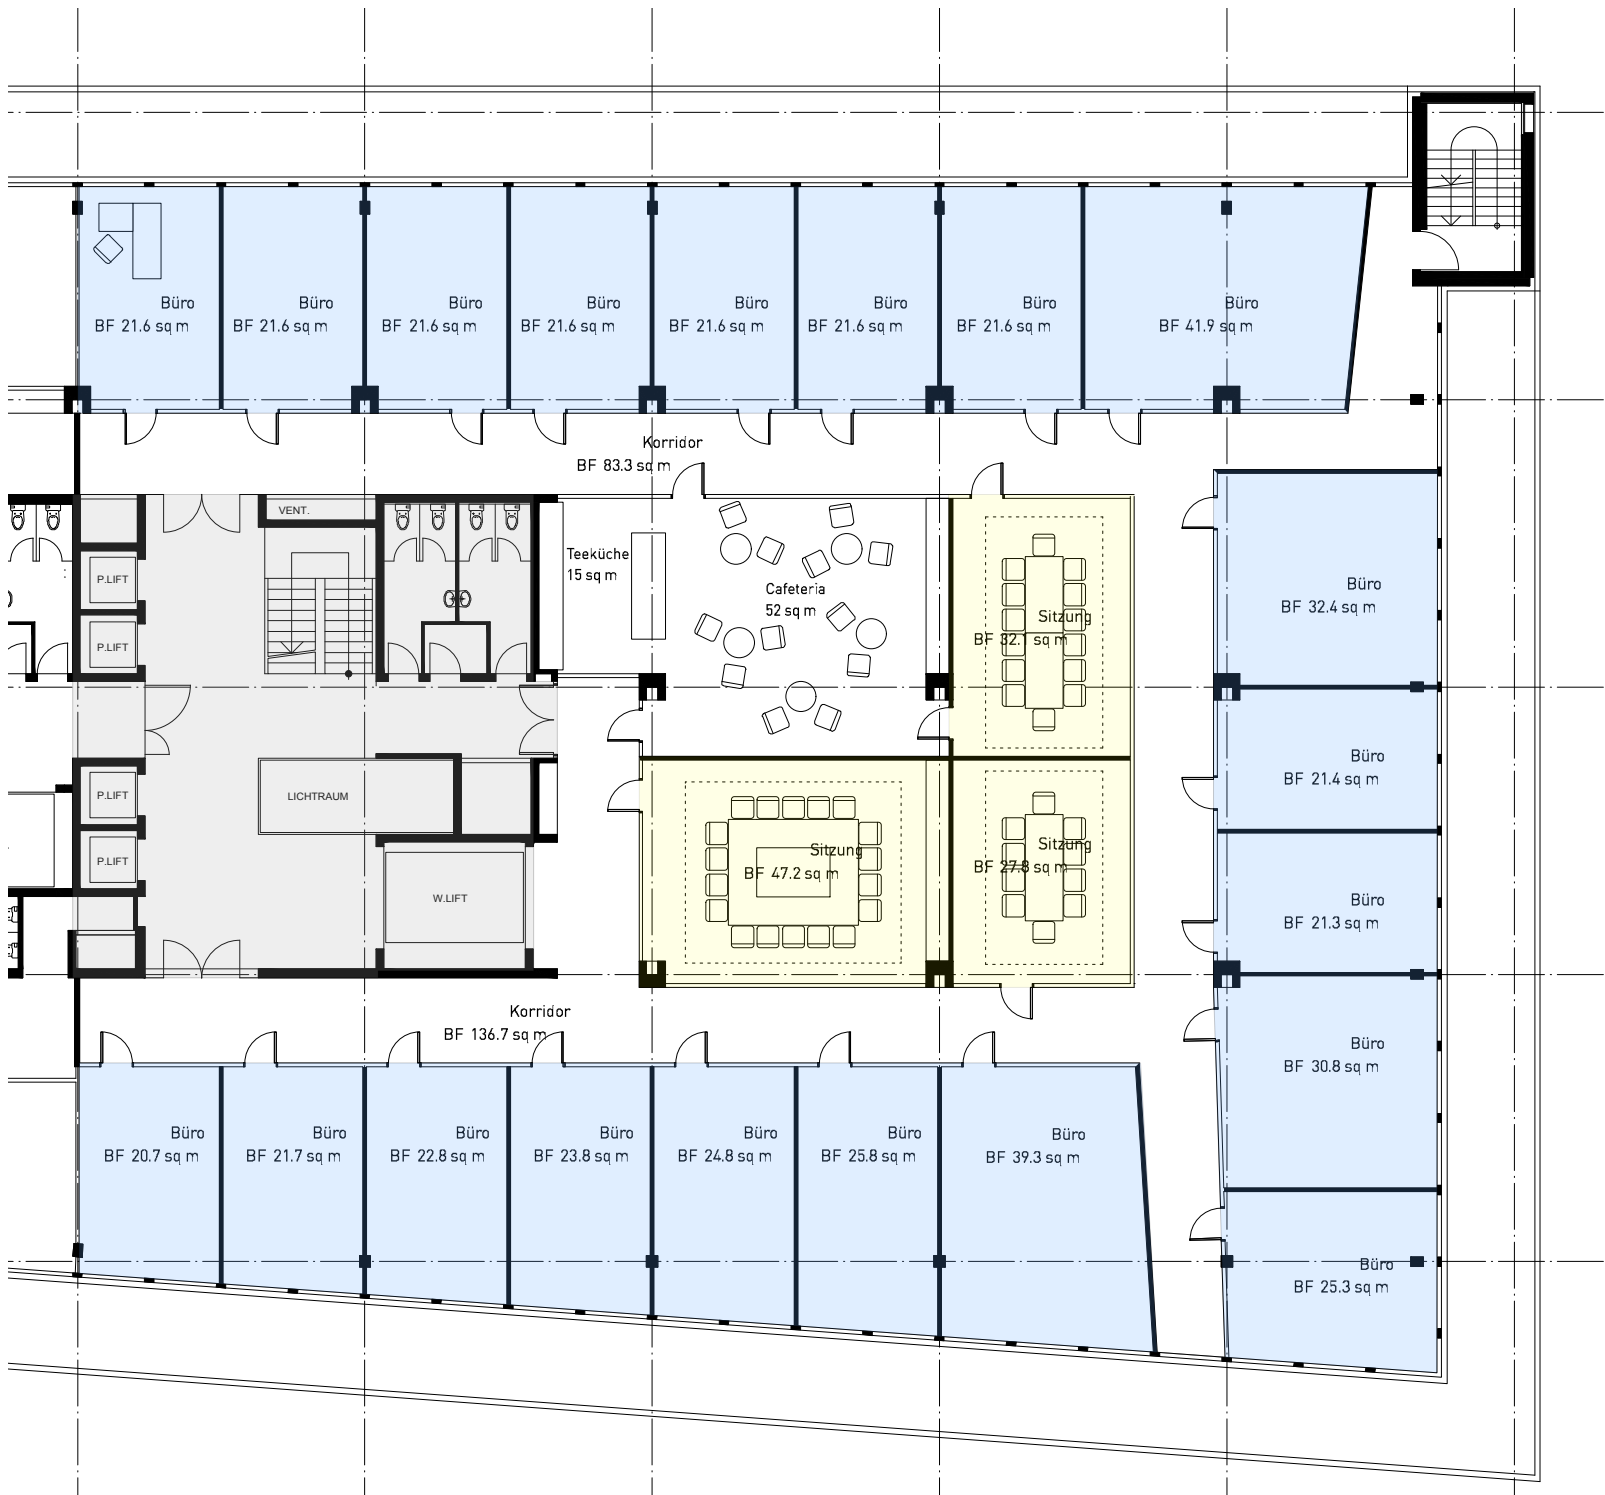 Büro
BF 21.6 sq m
Büro
BF 21.6 sq m
Büro
BF 21.6 sq m
Büro
BF 21.6 sq m
Büro
BF 21.6 sq m
Büro
BF 21.6 sq m
Büro
BF 21.6 sq m
Büro
BF 41.9 sq m
Korridor
BF 83.3 sq m
VENT.
P.LIFT
P.LIFT
Teeküche
15 sq m
Cafeteria
52 sq m
Sitzung
BF 32.1 sq m
Büro
BF 32.4 sq m
Büro
BF 21.4 sq m
P.LIFT
LICHTRAUM
P.LIFT
W.LIFT
Sitzung
BF 47.2 sq m
Sitzung
BF 27.8 sq m
Büro
BF 21.3 sq m
Korridor
BF 136.7 sq m
Büro
BF 30.8 sq m
Büro
BF 20.7 sq m
Büro
BF 21.7 sq m
Büro
BF 22.8 sq m
Büro
BF 23.8 sq m
Büro
BF 24.8 sq m
Büro
BF 25.8 sq m
Büro
BF 39.3 sq m
Büro
BF 25.3 sq m